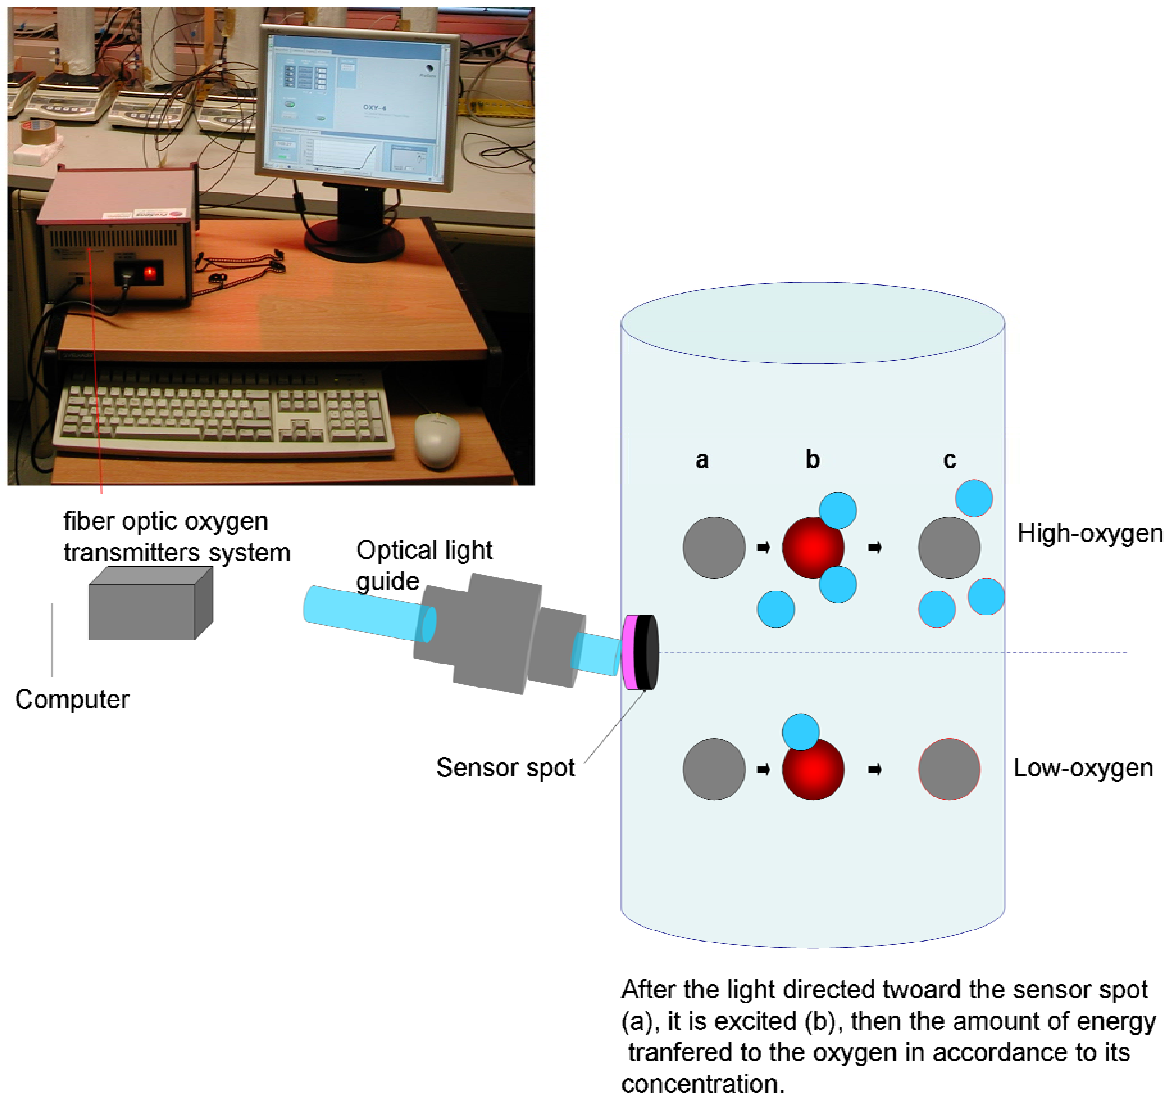 OXY-4
fiber optic oxygen
transmitters system
Optical light
guide
Computer
Sensor spot
a b c
High-oxygen
Low-oxygen
After the light directed twoard the sensor spot
(a), it is excited (b), then the amount of energy
tranfered to the oxygen in accordance to its
concentration.